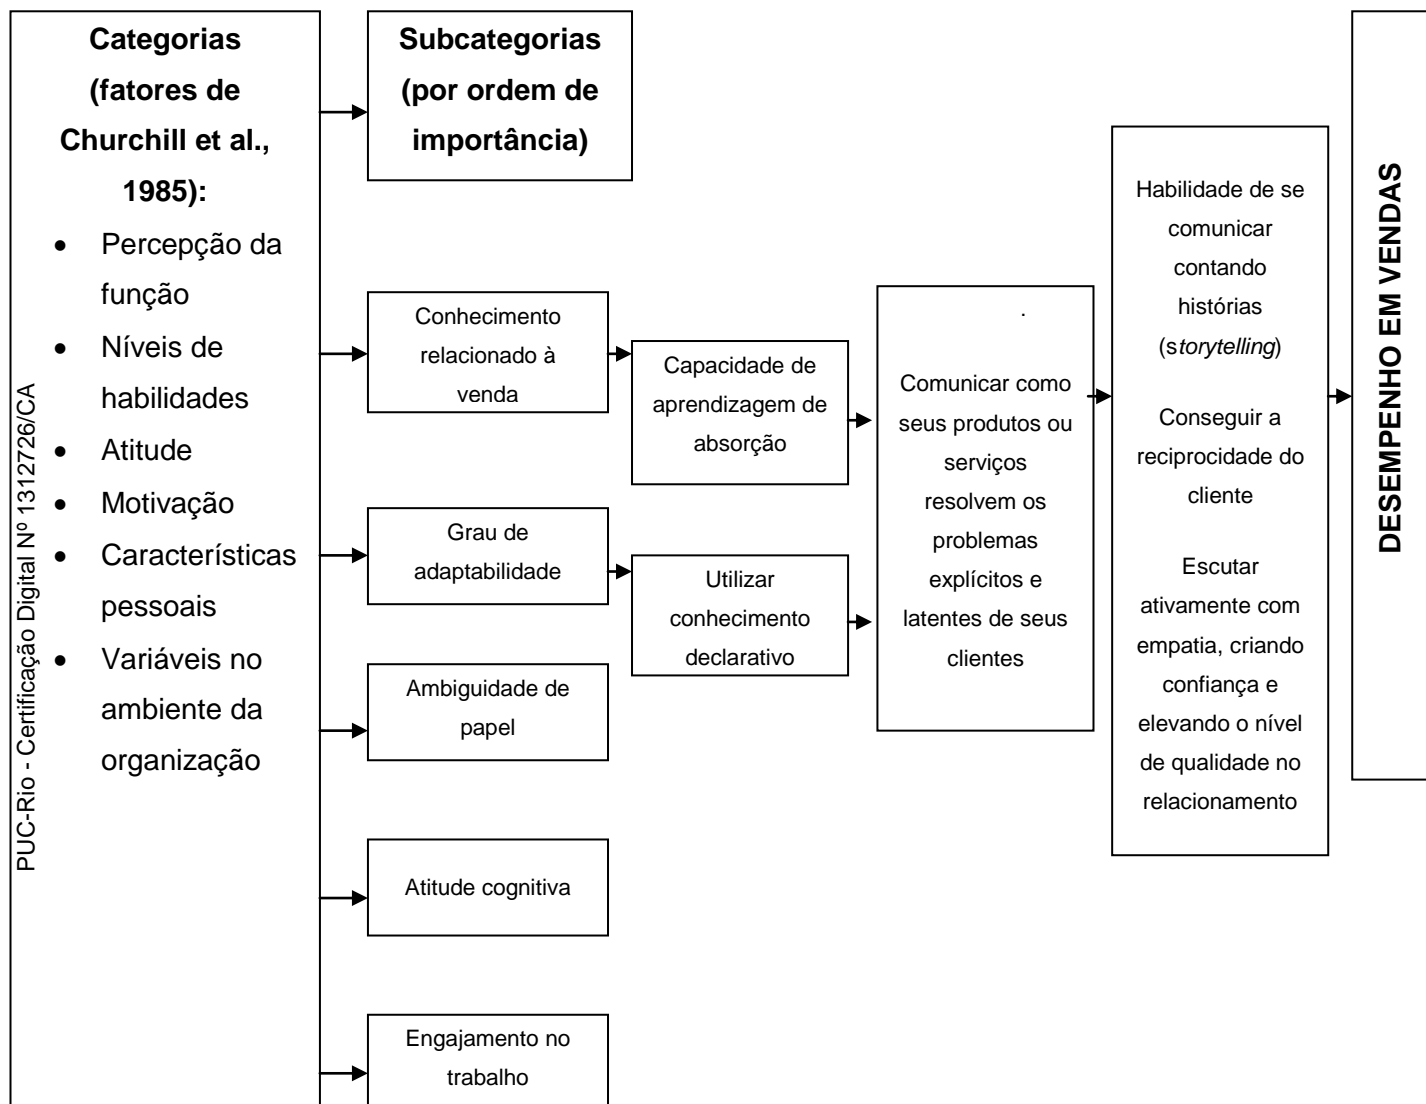 Categorias
(fatores de
Churchill et al.,
1985):
• Percepção da
função
• Níveis de
habilidades
• Atitude
• Motivação
• Características
pessoais
• Variáveis no
ambiente da
organização
PUC-Rio - Certificação Digital Nº 1312726/CA
Subcategorias
(por ordem de
importância)
Conhecimento
relacionado à
venda
Grau de
adaptabilidade
Ambiguidade de
papel
Atitude cognitiva
Engajamento no
trabalho
Capacidade de
aprendizagem de
absorção
Utilizar
conhecimento
declarativo
.
Comunicar como
seus produtos ou
serviços
resolvem os
problemas
explícitos e
latentes de seus
clientes
Habilidade de se
comunicar
contando
histórias
(storytelling)
Conseguir a
reciprocidade do
cliente
Escutar
ativamente com
empatia, criando
confiança e
elevando o nível
de qualidade no
relacionamento
DESEMPENHO EM VENDAS